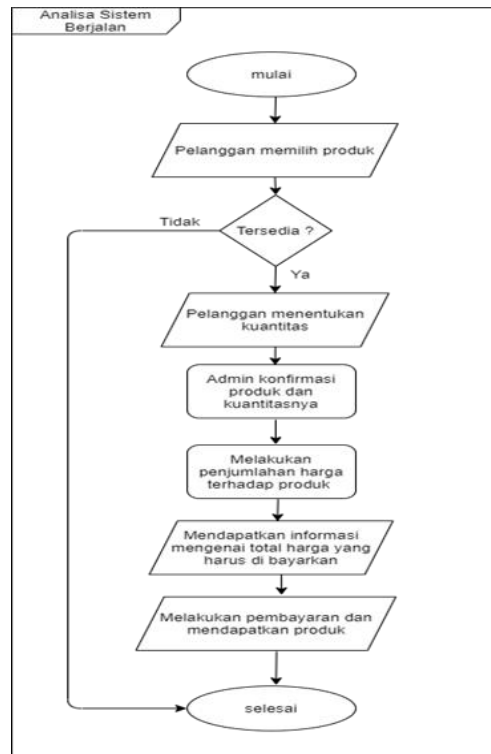 Analisa Sistem
Berjalan
mulai
Pelanggan memilih produk
Tidak
Tersedia ?
Ya
Pelanggan menentukan
kuantitas
Admin konfirmasi
produk dan
kuantitasnya
Melakukan
penjumlahan harga
terhadap produk
Mendapatkan informasi
mengenai total harga yang
harus di bayarkan
Melakukan pembayaran dan
mendapatkan produk
selesai